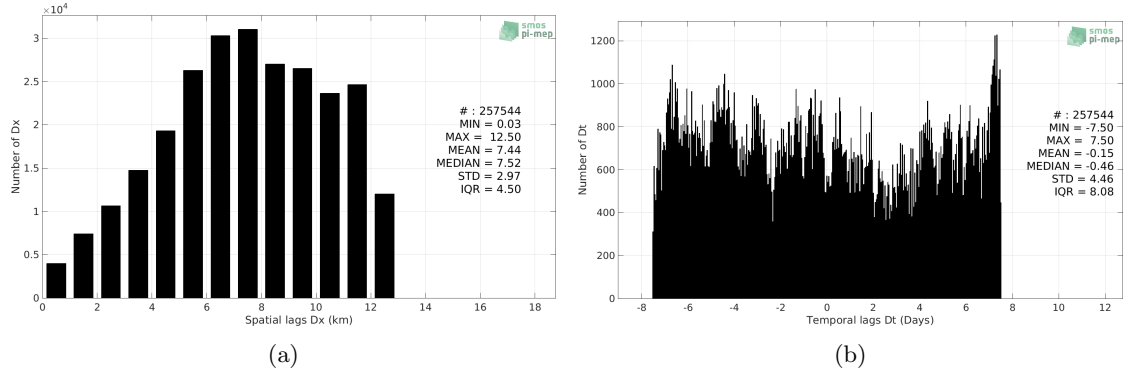 ×10⁴
3
2.5
2
1.5
1
0.5
0
Number of Dx
0 2 4 6 8 10 12 14 16 18
Spatial lags Dx (km)
smos
pi-mep
# : 257544
MIN = 0.03
MAX = 12.50
MEAN = 7.44
MEDIAN = 7.52
STD = 2.97
IQR = 4.50
(a)
1200
1000
800
600
400
200
0
Number of Dt
-8 -6 -4 -2 0 2 4 6 8 10 12
Temporal lags Dt (Days)
smos
pi-mep
# : 257544
MIN = -7.50
MAX = 7.50
MEAN = -0.15
MEDIAN = -0.46
STD = 4.46
IQR = 8.08
(b)